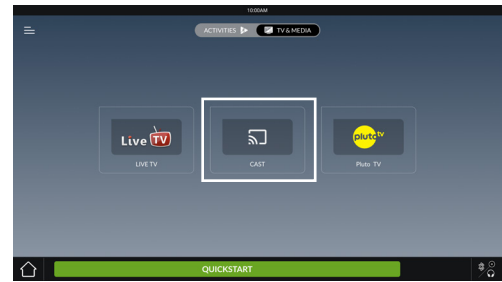 10:00AM
ACTIVITIES TV & MEDIA
Live TV
pluto tv
LIVE TV
CAST
Pluto TV
QUICKSTART